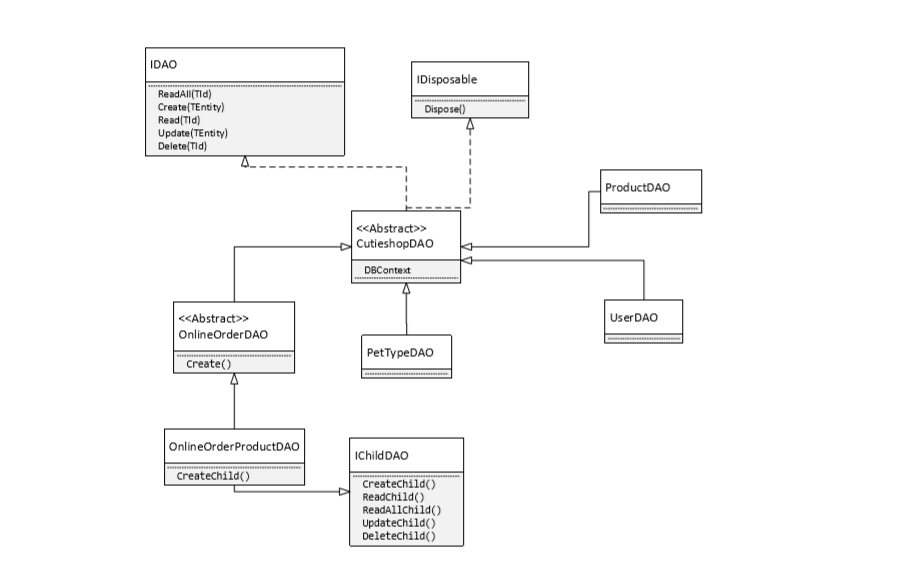 IDAO
ReadAll(TId)
Create(TEntity)
Read(TId)
Update(TEntity)
Delete(TId)
IDisposable
Dispose()
ProductDAO
<<Abstract>>
CutieshopDAO
DBContext
<<Abstract>>
OnlineOrderDAO
Create()
PetTypeDAO
UserDAO
OnlineOrderProductDAO
CreateChild()
IChildDAO
CreateChild()
ReadChild()
ReadAllChild()
UpdateChild()
DeleteChild()